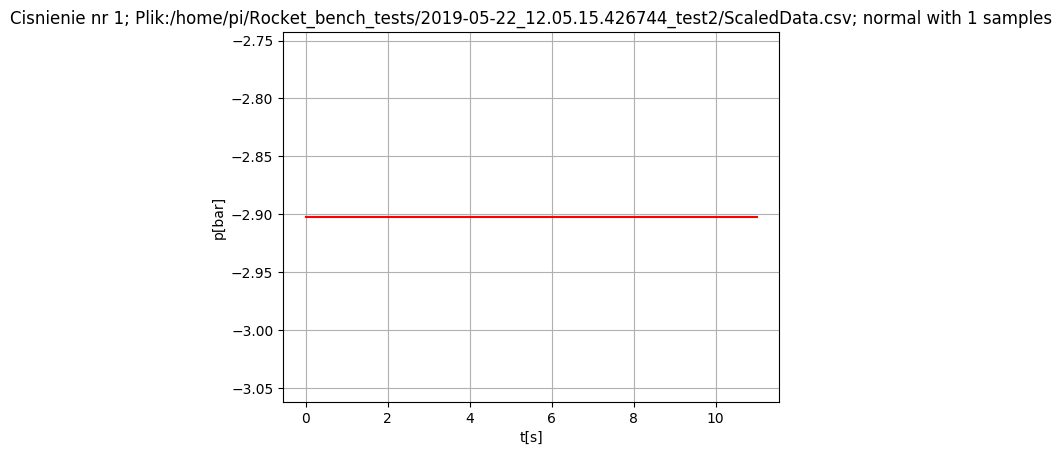 Cisnienie nr 1; Plik:/home/pi/Rocket_bench_tests/2019-05-22_12.05.15.426744_test2/ScaledData.csv; normal with 1 samples
−2.75
−2.80
−2.85
−2.90
−2.95
−3.00
−3.05
p[bar]
0 2 4 6 8 10
t[s]